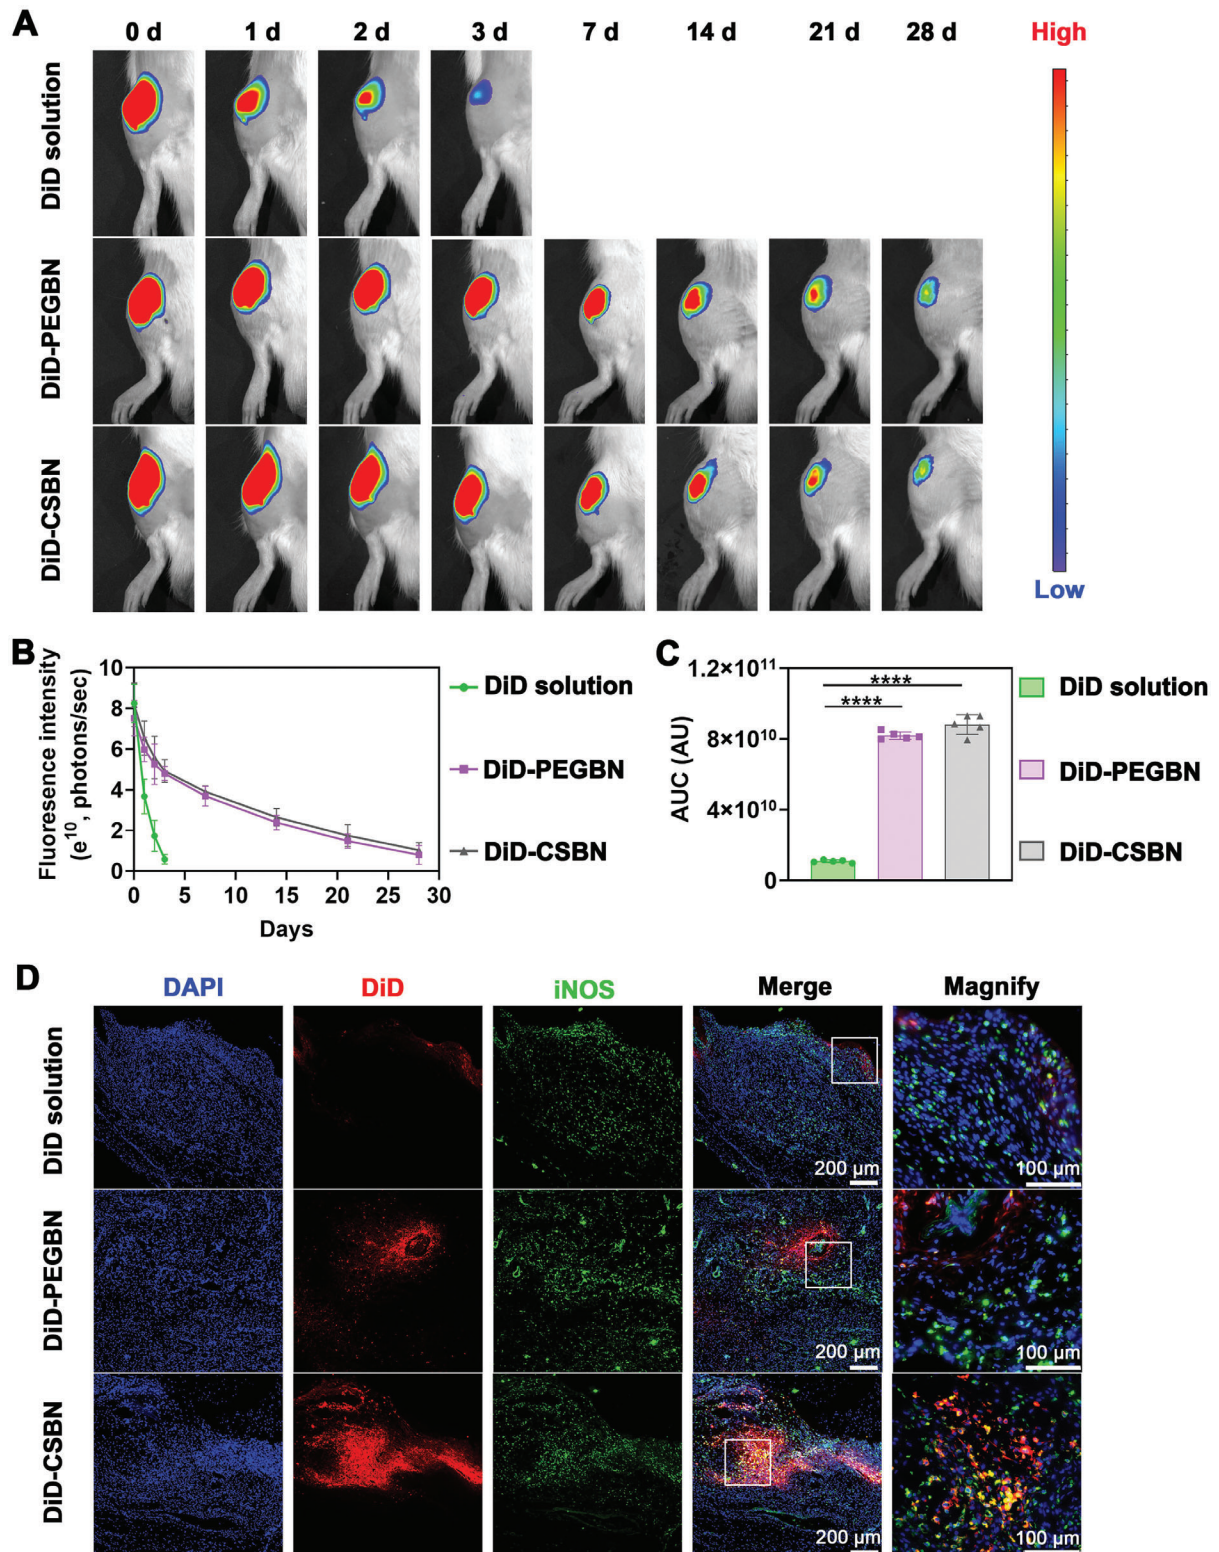 A
0 d 1 d 2 d 3 d 7 d 14 d 21 d 28 d High
DiD solution
DiD-PEGBN
DiD-CSBN
Low
B
Fluoresence intensity
(e10, photons/sec)
10
8
6
4
2
0
0 5 10 15 20 25 30
Days
DiD solution
DiD-PEGBN
DiD-CSBN
C
AUC (AU)
1.2×10¹¹
8×10¹⁰
4×10¹⁰
0
****
****
DiD solution
DiD-PEGBN
DiD-CSBN
D
DAPI DiD iNOS Merge Magnify
DiD solution
200 μm 100 μm
DiD-PEGBN
200 μm 100 μm
DiD-CSBN
200 μm 100 μm